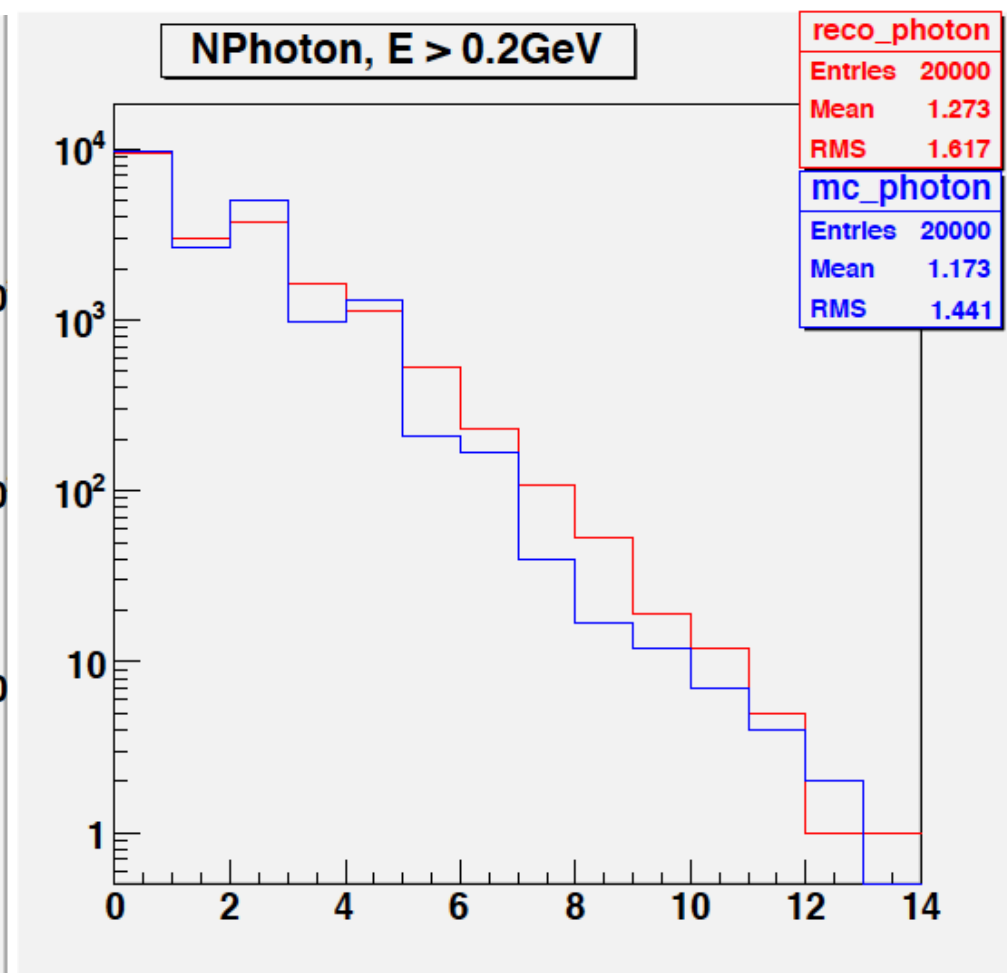 NPhoton, E > 0.2GeV
reco_photon
Entries 20000
Mean 1.273
RMS 1.617
mc_photon
Entries 20000
Mean 1.173
RMS 1.441
10⁴
10³
10²
10
1
0 2 4 6 8 10 12 14